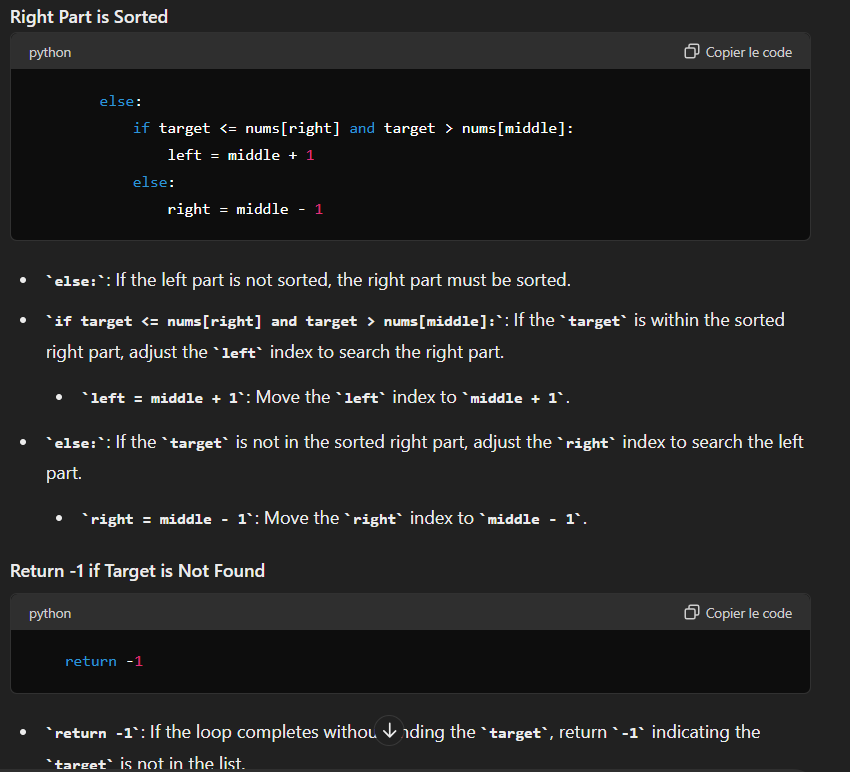 Right Part is Sorted
python
Copier le code
else:
if target <= nums[right] and target > nums[middle]:
left = middle + 1
else:
right = middle - 1
`else:`: If the left part is not sorted, the right part must be sorted.
`if target <= nums[right] and target > nums[middle]:`: If the `target` is within the sorted
right part, adjust the `left` index to search the right part.
`left = middle + 1`: Move the `left` index to `middle + 1`.
`else:`: If the `target` is not in the sorted right part, adjust the `right` index to search the left
part.
`right = middle - 1`: Move the `right` index to `middle - 1`.
Return -1 if Target is Not Found
python
Copier le code
return -1
`return -1`: If the loop completes the `target`, return `-1` indicating the
`target` is not in the list.